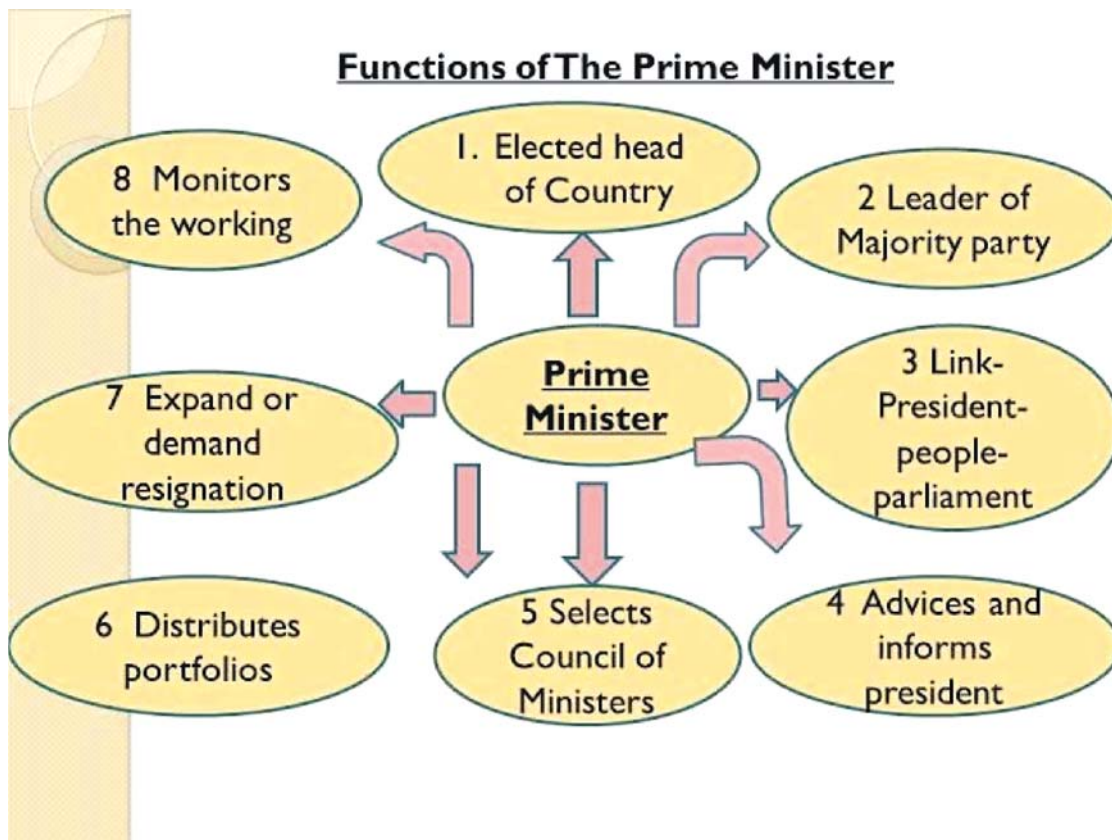 Functions of The Prime Minister
1. Elected head
of Country
2 Leader of
Majority party
3 Link-
President-
people-
parliament
4 Advices and
informs
president
5 Selects
Council of
Ministers
6 Distributes
portfolios
7 Expand or
demand
resignation
8 Monitors
the working
Prime
Minister